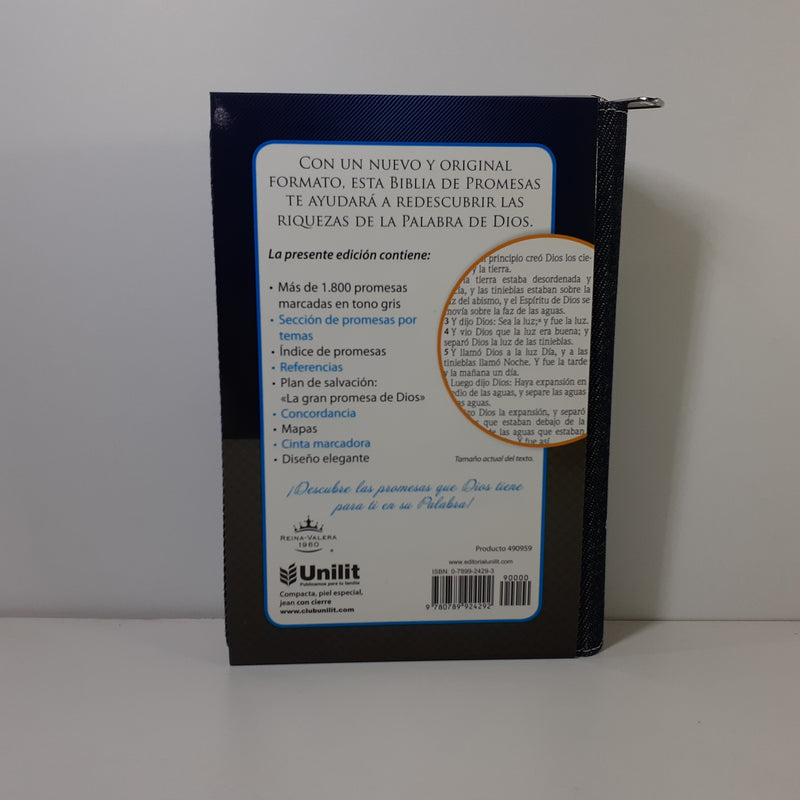 CON UN NUEVO Y ORIGINAL
FORMATO, ESTA BIBLIA DE PROMESAS
TE AYUDARÁ A REDESCUBRIR LAS
RIQUEZAS DE LA PALABRA DE DIOS.
La presente edición contiene:
• Más de 1.800 promesas
marcadas en tono gris
• Sección de promesas por
temas
• Índice de promesas
• Referencias
• Plan de salvación:
«La gran promesa de Dios»
• Concordancia
• Mapas
• Cinta marcadora
• Diseño elegante
principio creó Dios los cie-
y la tierra.
la tierra estaba desordenada y
y las tinieblas estaban sobre la
del abismo, y el Espíritu de Dios se
movía sobre la faz de las aguas.
3 Y dijo Dios: Sea la luz;a y fue la luz.
4 Y vio Dios que la luz era buena; y
separó Dios la luz de las tinieblas.
5 Y llamó Dios a la luz Día, y a las
tinieblas llamó Noche. Y fue la tarde
y la mañana un día.
Luego dijo Dios: Haya expansión en
de las aguas, y separe las aguas
aguas.
Dios la expansión, y separó
que estaban debajo de la
de las aguas que estaban
Y fue así.
Tamaño actual del texto.
¡Descubre las promesas que Dios tiene
para ti en su Palabra!
REINA-VALERA
1960
Producto 490959
www.editorialunilit.com
ISBN: 0-7899-2429-3
90000
9 780789 924292
Unilit
Publicamos para tu familia
Compacta, piel especial,
jean con cierre
www.clubunilit.com